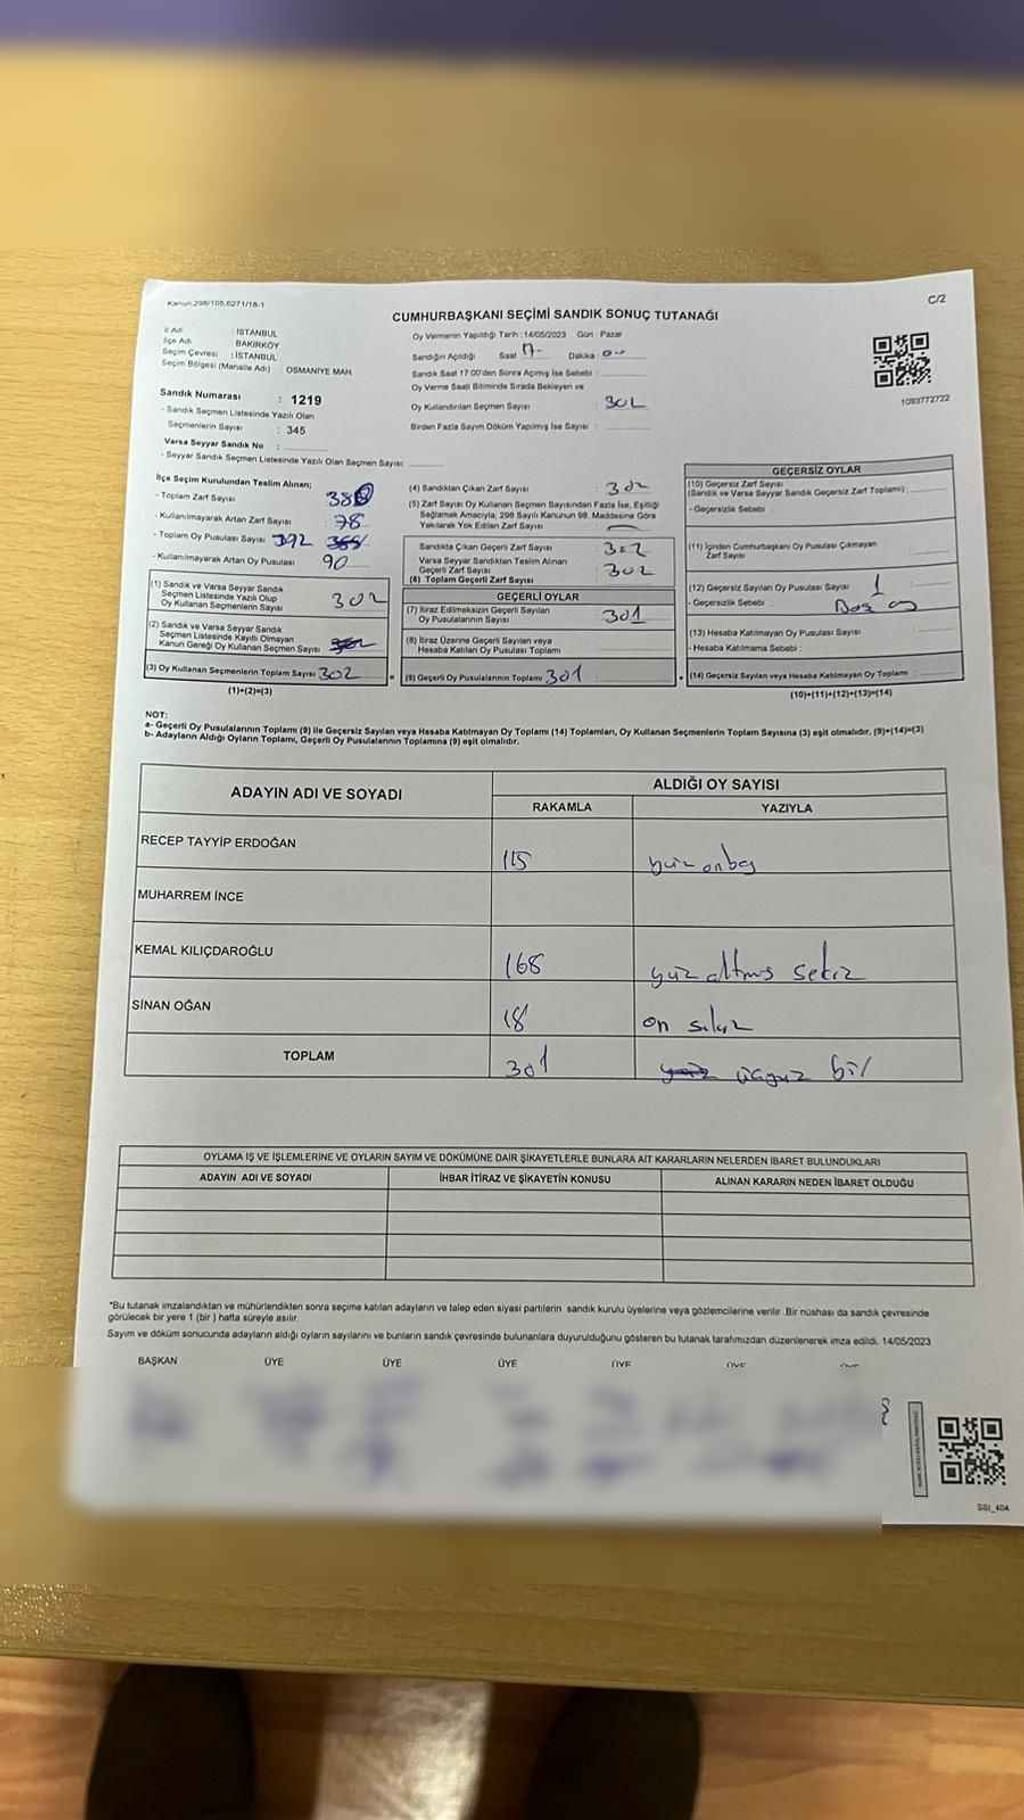 Kanun:298/105,6271/18-1
C/2
CUMHURBAŞKANI SEÇİMİ SANDIK SONUÇ TUTANAĞI
İl Adı : İSTANBUL
İlçe Adı : BAKIRKÖY
Seçim Çevresi : İSTANBUL
Seçim Bölgesi (Mahalle Adı) : OSMANİYE MAH.
Sandık Numarası : 1219
- Sandık Seçmen Listesinde Yazılı Olan
Seçmenlerin Sayısı : 345
Varsa Seyyar Sandık No :
- Seyyar Sandık Seçmen Listesinde Yazılı Olan Seçmen Sayısı:
Oy Vermenin Yapıldığı Tarih : 14/05/2023 Gün : Pazar
Sandığın Açıldığı Saat 17 Dakika 00
Sandık Saat 17:00'den Sonra Açılmış İse Sebebi :
Oy Verme Saati Bitiminde Sırada Bekleyen ve
Oy Kullandırılan Seçmen Sayısı : 302
Birden Fazla Sayım Döküm Yapılmış İse Sayısı :
1093772722
İlçe Seçim Kurulundan Teslim Alınan;
- Toplam Zarf Sayısı 380
- Kullanılmayarak Artan Zarf Sayısı 78
- Toplam Oy Pusulası Sayısı 392
- Kullanılmayarak Artan Oy Pusulası 90
(1) Sandık ve Varsa Seyyar Sandık
Seçmen Listesinde Yazılı Olup
Oy Kullanan Seçmenlerin Sayısı 302
(2) Sandık ve Varsa Seyyar Sandık
Seçmen Listesinde Kayıtlı Olmayan
Kanun Gereği Oy Kullanan Seçmen Sayısı
(3) Oy Kullanan Seçmenlerin Toplam Sayısı 302
(1)+(2)=(3)
(4) Sandıktan Çıkan Zarf Sayısı : 302
(5) Zarf Sayısı Oy Kullanan Seçmen Sayısından Fazla İse, Eşitliği
Sağlamak Amacıyla, 298 Sayılı Kanunun 98. Maddesine Göre
Yakılarak Yok Edilen Zarf Sayısı
Sandıkta Çıkan Geçerli Zarf Sayısı 302
Varsa Seyyar Sandıktan Teslim Alınan
Geçerli Zarf Sayısı
(6) Toplam Geçerli Zarf Sayısı 302
GEÇERLİ OYLAR
(7) İtiraz Edilmeksizin Geçerli Sayılan
Oy Pusulalarının Sayısı 301
(8) İtiraz Üzerine Geçerli Sayılan veya
Hesaba Katılan Oy Pusulası Toplamı
(9) Geçerli Oy Pusulalarının Toplamı 301
GEÇERSİZ OYLAR
(10) Geçersiz Zarf Sayısı
(Sandık ve Varsa Seyyar Sandık Geçersiz Zarf Toplamı) :
- Geçersizlik Sebebi :
(11) İçinden Cumhurbaşkanı Oy Pusulası Çıkmayan
Zarf Sayısı
(12) Geçersiz Sayılan Oy Pusulası Sayısı 1
- Geçersizlik Sebebi : Boş oy
(13) Hesaba Katılmayan Oy Pusulası Sayısı
- Hesaba Katılmama Sebebi :
(14) Geçersiz Sayılan veya Hesaba Katılmayan Oy Toplamı
(10)+(11)+(12)+(13)=(14)
NOT:
a- Geçerli Oy Pusulalarının Toplamı (9) ile Geçersiz Sayılan veya Hesaba Katılmayan Oy Toplamı (14) Toplamları, Oy Kullanan Seçmenlerin Toplam Sayısına (3) eşit olmalıdır. (9)+(14)=(3)
b- Adayların Aldığı Oyların Toplamı, Geçerli Oy Pusulalarının Toplamına (9) eşit olmalıdır.
ADAYIN ADI VE SOYADI
ALDIĞI OY SAYISI
RAKAMLA YAZIYLA
RECEP TAYYİP ERDOĞAN 115 yüz onbeş
MUHARREM İNCE
KEMAL KILIÇDAROĞLU 168 yüz altmış sekiz
SİNAN OĞAN 18 on sekiz
TOPLAM 301 üçyüz bir
OYLAMA İŞ VE İŞLEMLERİNE VE OYLARIN SAYIM VE DÖKÜMÜNE DAİR ŞİKAYETLERLE BUNLARA AİT KARARLARIN NELERDEN İBARET BULUNDUKLARI
ADAYIN ADI VE SOYADI İHBAR İTİRAZ VE ŞİKAYETİN KONUSU ALINAN KARARIN NEDEN İBARET OLDUĞU
*Bu tutanak imzalandıktan ve mühürlendikten sonra seçime katılan adayların ve talep eden siyasi partilerin sandık kurulu üyelerine veya gözlemcilerine verilir. Bir nüshası da sandık çevresinde
görülecek bir yere 1 (bir) hafta süreyle asılır.
Sayım ve döküm sonucunda adayların aldığı oyların sayılarını ve bunların sandık çevresinde bulunanlara duyurulduğunu gösteren bu tutanak tarafımızdan düzenlenerek imza edildi. 14/05/2023
BAŞKAN ÜYE ÜYE ÜYE ÜYE ÜYE
SSI_40A